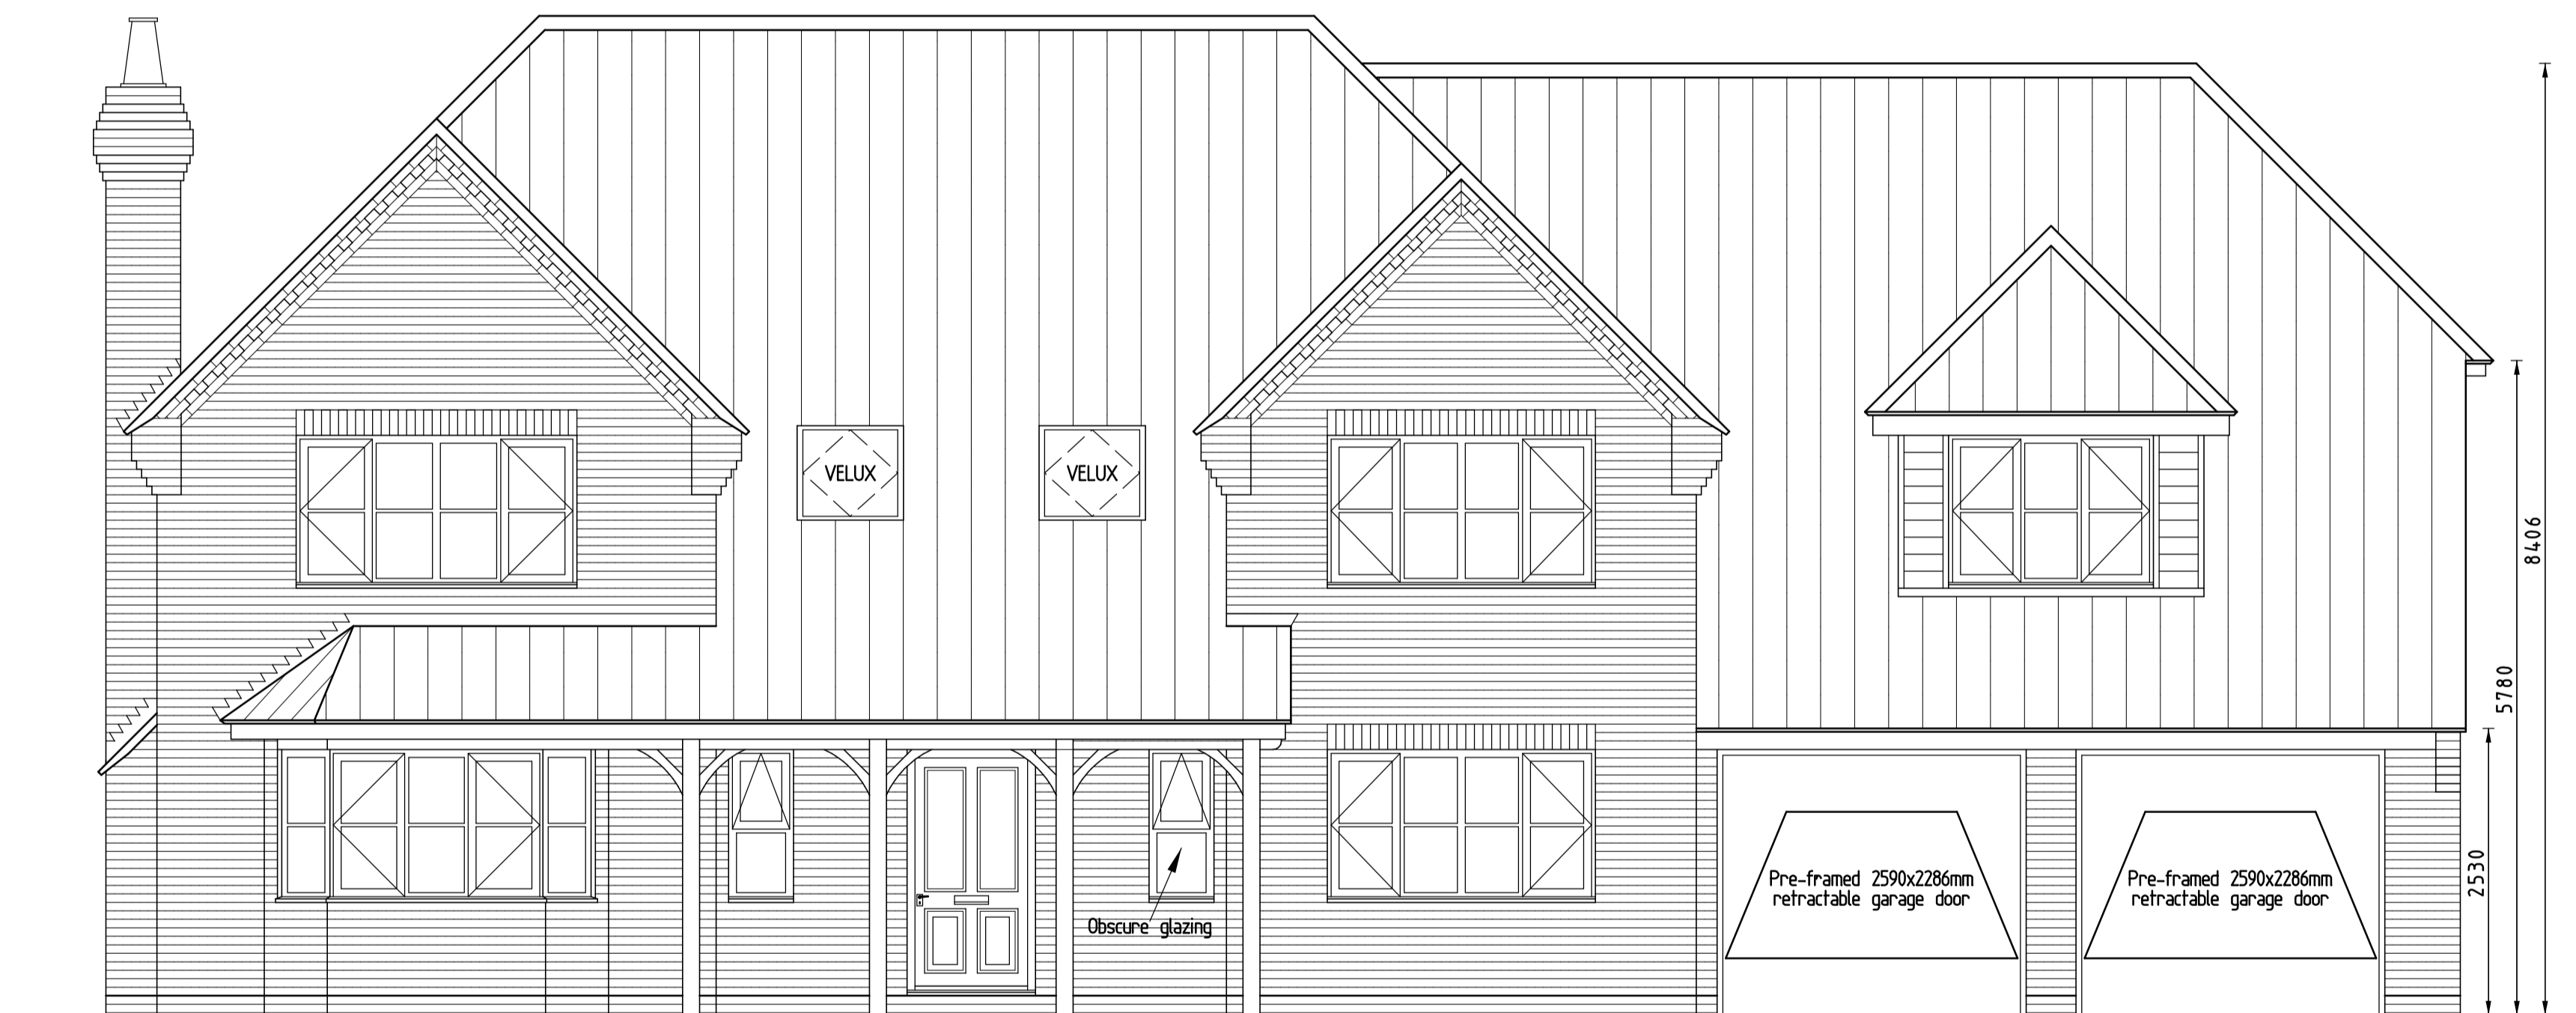 VELUX
VELUX
8406
5780
2530
Pre-framed 2590x2286mm
retractable garage door
Pre-framed 2590x2286mm
retractable garage door
Obscure glazing